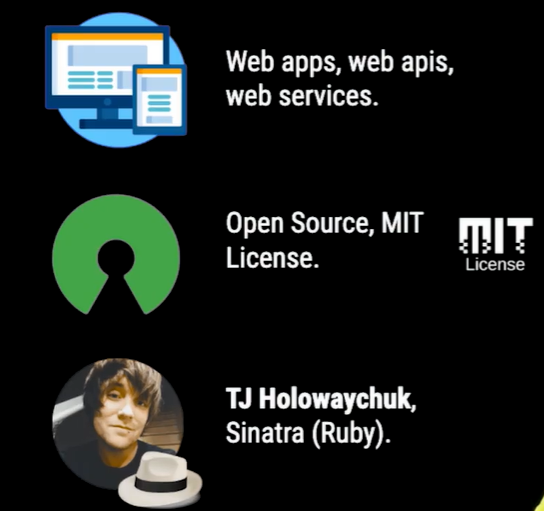 Web apps, web apis,
web services.
Open Source, MIT
License.
MIT
License
TJ Holowaychuk,
Sinatra (Ruby).